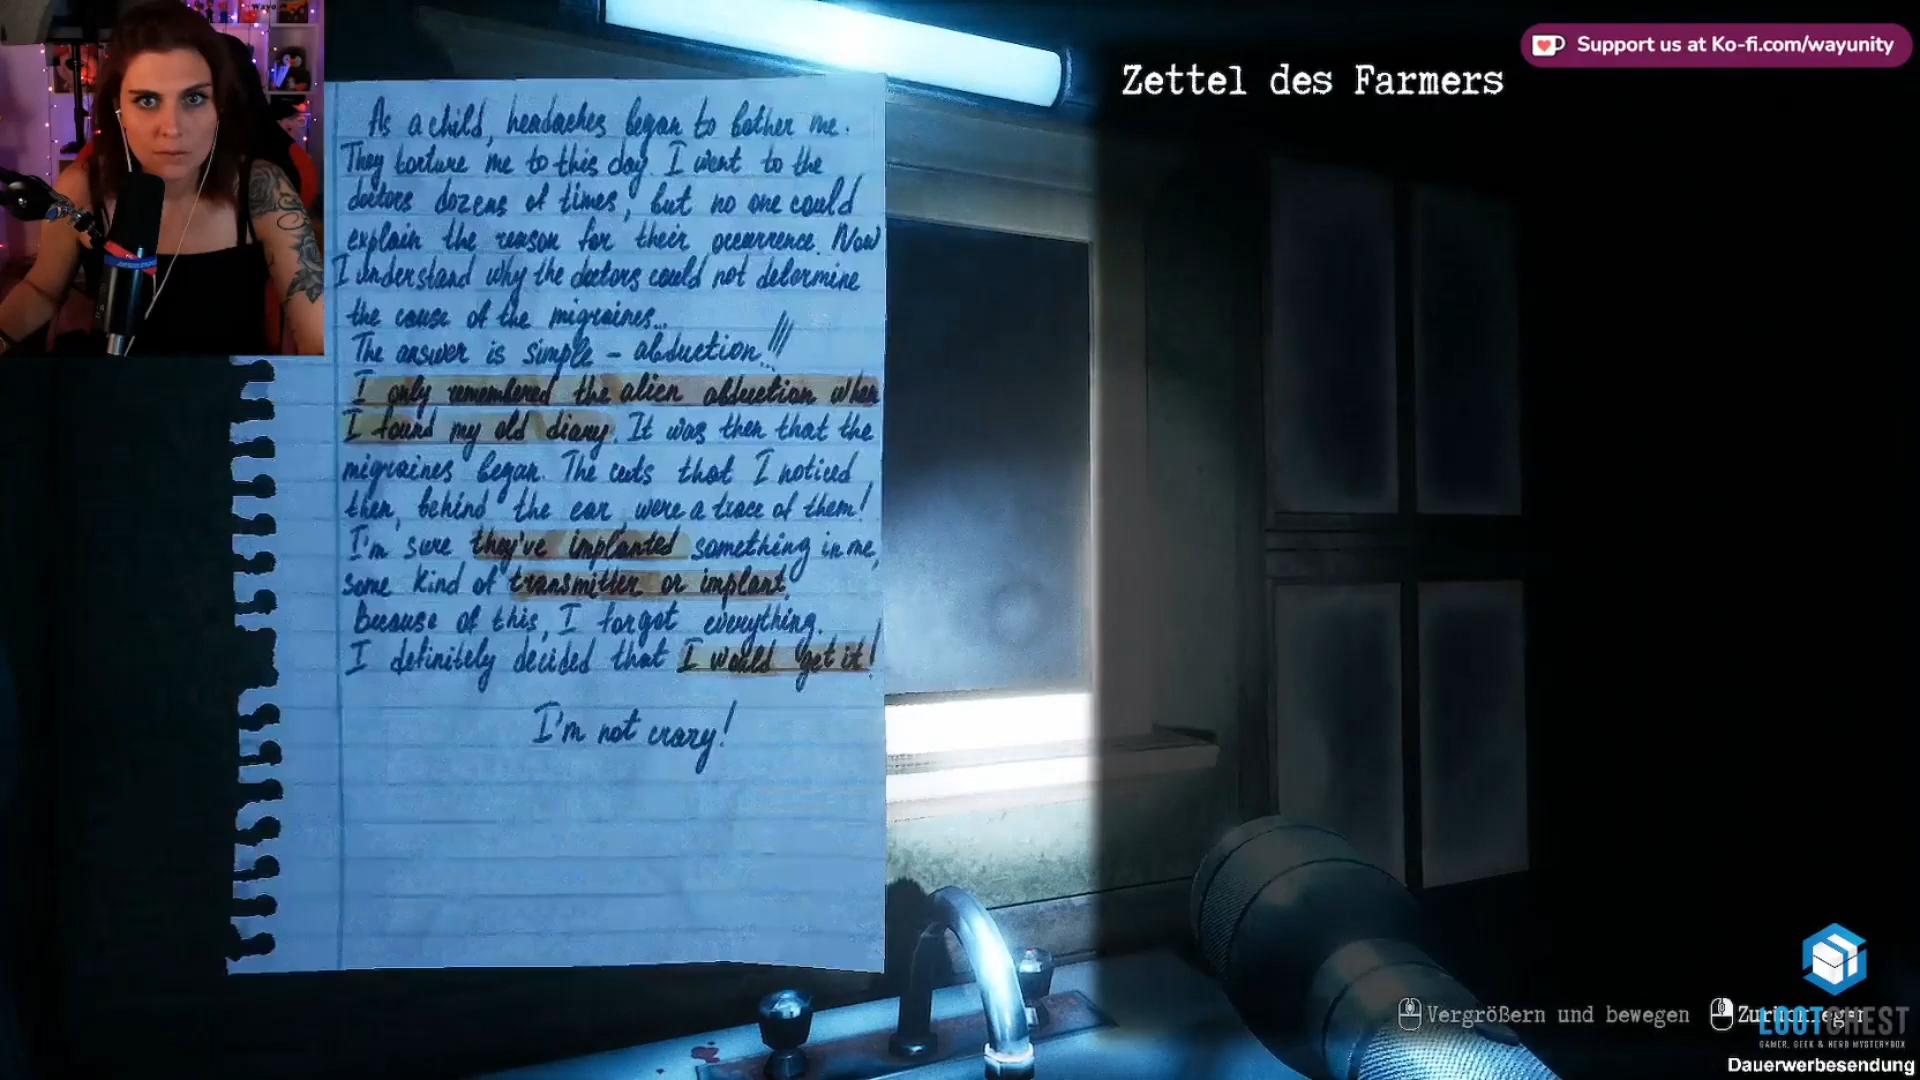 Support us at Ko-fi.com/wayunity
Zettel des Farmers
As a child, headaches began to bother me.
They torture me to this day. I went to the
doctors dozens of times, but no one could
explain the reason for their occurrence. Now
I understand why the doctors could not determine
the cause of the migraines...
The answer is simple – abduction!!!
I only remembered the alien abduction when
I found my old diary. It was then that the
migraines began. The cuts that I noticed
then, behind the ear, were a trace of them!
I'm sure they've implanted something in me,
some kind of transmitter or implant.
Because of this, I forgot everything.
I definitely decided that I would get it!
I'm not crazy!
Vergrößern und bewegen
LOOTCHEST
GAMER, GEEK & NERD MYSTERYBOX
Dauerwerbesendung